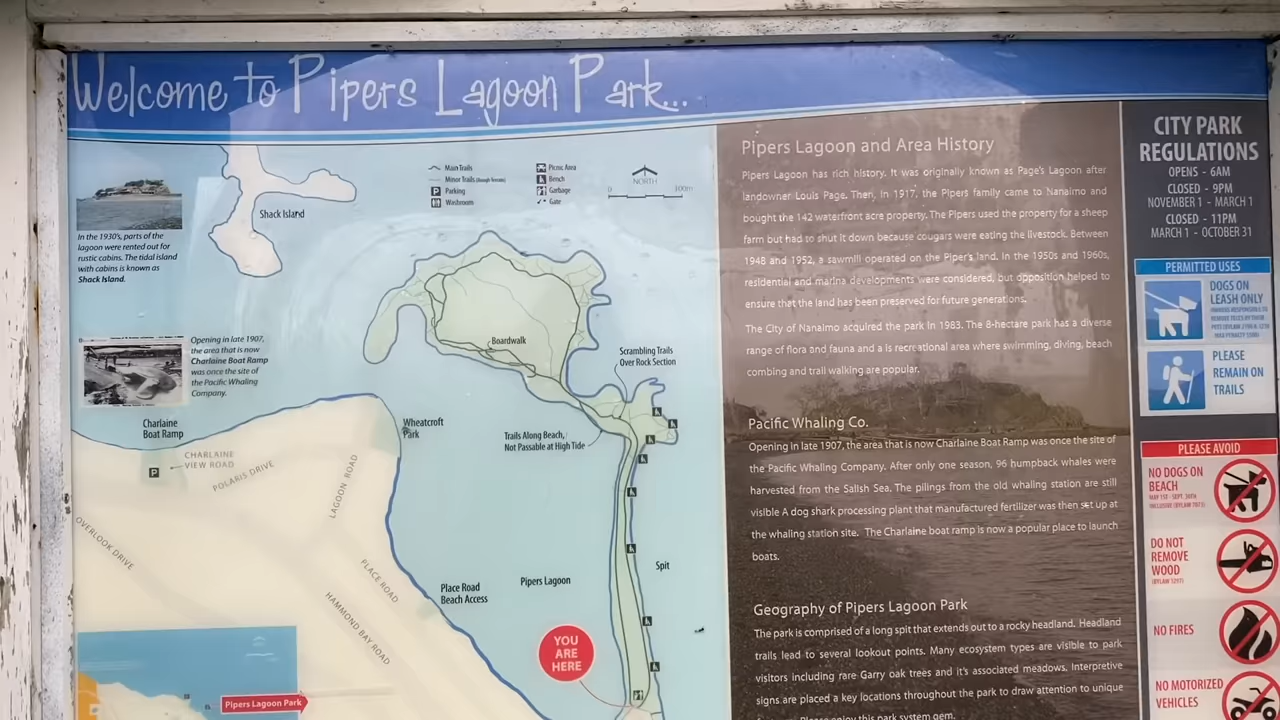 Welcome to Pipers Lagoon Park...
Shack Island
In the 1930's, parts of the
lagoon were rented out for
rustic cabins. The tidal island
with cabins is known as
Shack Island.
Main Trails
Minor Trails (Rough Terrain)
P Parking
Washroom
Picnic Area
Bench
Garbage
Gate
NORTH
0 100m
Opening in late 1907,
the area that is now
Charlaine Boat Ramp
was once the site of
the Pacific Whaling
Company.
Boardwalk
Scrambling Trails
Over Rock Section
Charlaine
Boat Ramp
Wheatcroft
Park
Trails Along Beach,
Not Passable at High Tide
P
CHARLAINE
VIEW ROAD
POLARIS DRIVE
LAGOON ROAD
OVERLOOK DRIVE
PLACE ROAD
HAMMOND BAY ROAD
Place Road
Beach Access
Pipers Lagoon
Spit
YOU
ARE
HERE
Pipers Lagoon Park
Pipers Lagoon and Area History
Pipers Lagoon has rich history. It was originally known as Page's Lagoon after
landowner Louis Page. Then, in 1917, the Pipers family came to Nanaimo and
bought the 142 waterfront acre property. The Pipers used the property for a sheep
farm but had to shut it down because cougars were eating the livestock. Between
1948 and 1952, a sawmill operated on the Piper's land. In the 1950s and 1960s,
residential and marina developments were considered, but opposition helped to
ensure that the land has been preserved for future generations.
The City of Nanaimo acquired the park in 1983. The 8-hectare park has a diverse
range of flora and fauna and a is recreational area where swimming, diving, beach
combing and trail walking are popular.
Pacific Whaling Co.
Opening in late 1907, the area that is now Charlaine Boat Ramp was once the site of
the Pacific Whaling Company. After only one season, 96 humpback whales were
harvested from the Salish Sea. The pilings from the old whaling station are still
visible A dog shark processing plant that manufactured fertilizer was then set up at
the whaling station site. The Charlaine boat ramp is now a popular place to launch
boats.
Geography of Pipers Lagoon Park
The park is comprised of a long spit that extends out to a rocky headland. Headland
trails lead to several lookout points. Many ecosystem types are visible to park
visitors including rare Garry oak trees and it's associated meadows. Interpretive
signs are placed a key locations throughout the park to draw attention to unique
Please enjoy this park system gem.
CITY PARK
REGULATIONS
OPENS - 6AM
CLOSED - 9PM
NOVEMBER 1 - MARCH 1
CLOSED - 11PM
MARCH 1 - OCTOBER 31
PERMITTED USES
DOGS ON
LEASH ONLY
PLEASE
REMAIN ON
TRAILS
PLEASE AVOID
NO DOGS ON
BEACH
DO NOT
REMOVE
WOOD
NO FIRES
NO MOTORIZED
VEHICLES